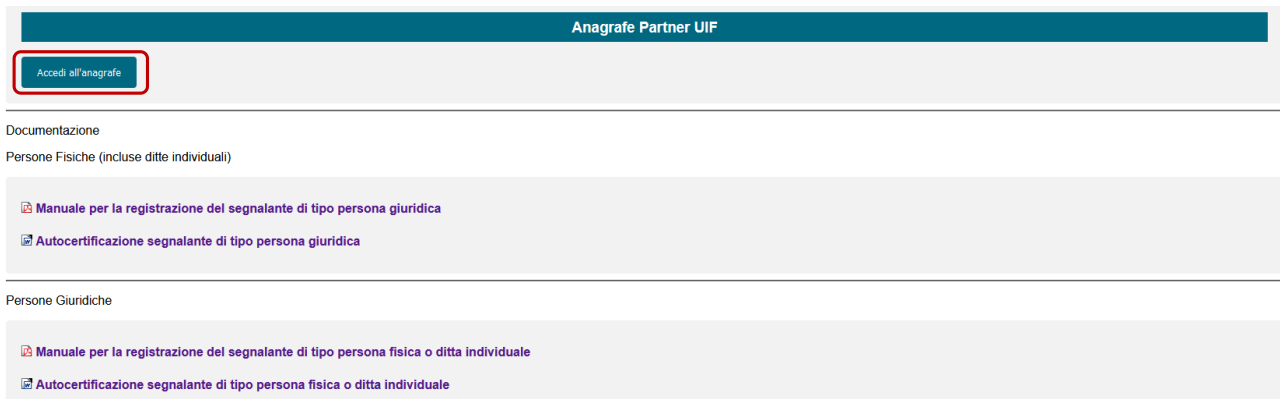 Anagrafe Partner UIF
Accedi all'anagrafe
Documentazione
Persone Fisiche (incluse ditte individuali)
Manuale per la registrazione del segnalante di tipo persona giuridica
Autocertificazione segnalante di tipo persona giuridica
Persone Giuridiche
Manuale per la registrazione del segnalante di tipo persona fisica o ditta individuale
Autocertificazione segnalante di tipo persona fisica o ditta individuale